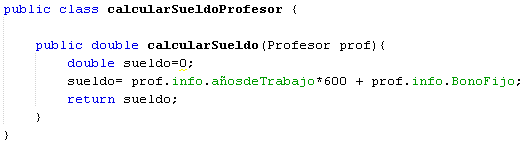 public class calcularSueldoProfesor {
public double calcularSueldo(Profesor prof){
double sueldo=0;
sueldo= prof.info.añosdeTrabajo*600 + prof.info.BonoFijo;
return sueldo;
}
}